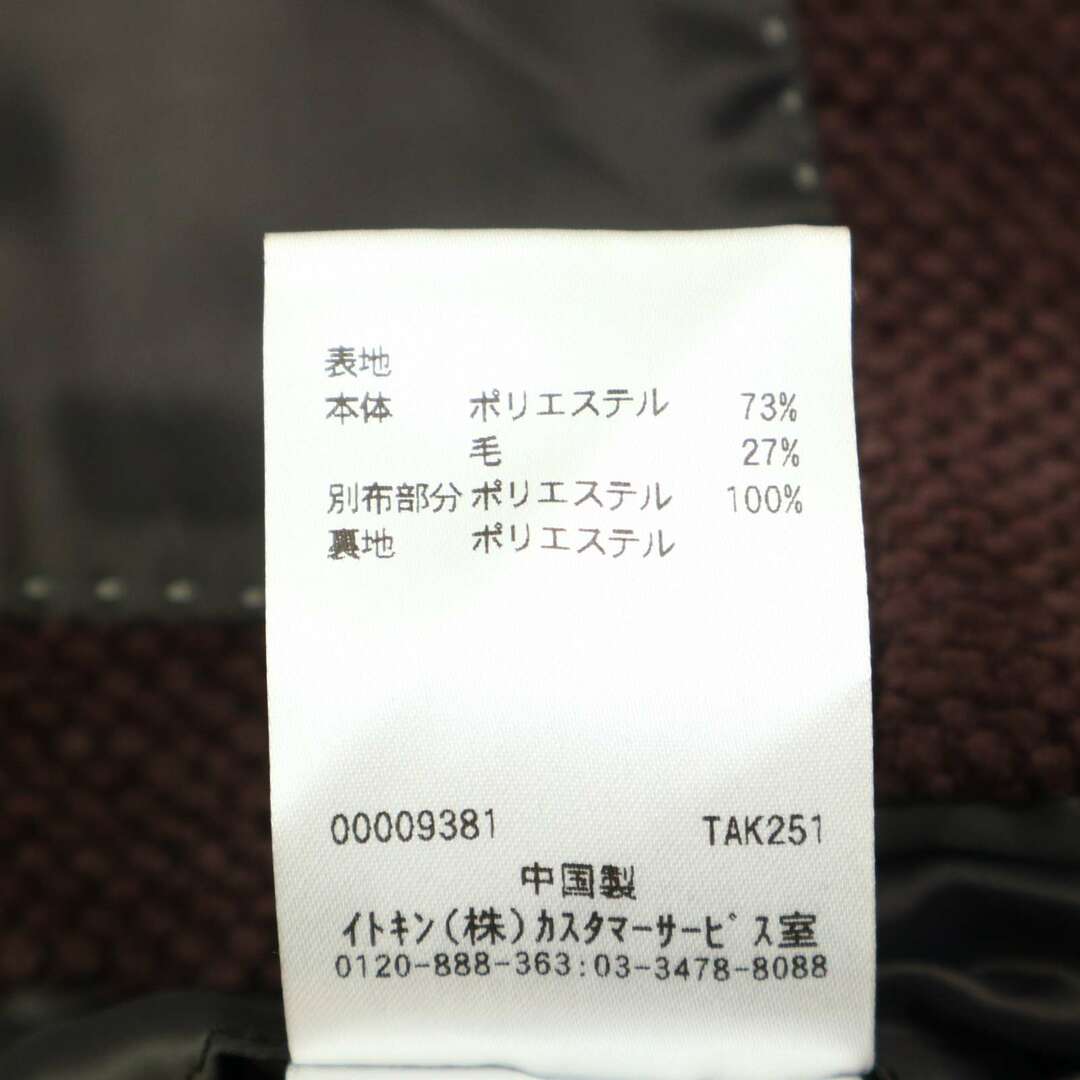 表地
本体 ポリエステル 73%
毛 27%
別布部分 ポリエステル 100%
裏地 ポリエステル
00009381 TAK251
中国製
ｲﾄｷﾝ(株)ｶｽﾀﾏｰｻｰﾋﾞｽ室
0120-888-363:03-3478-8088